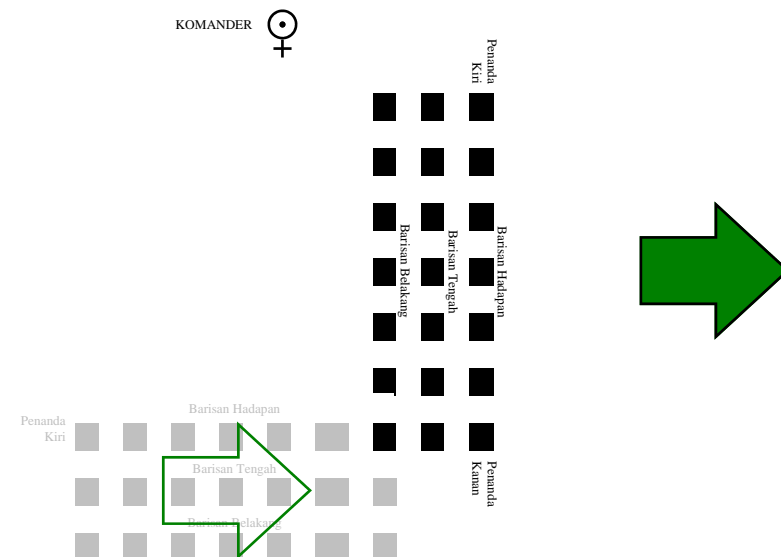 KOMANDER
Penanda
Kiri
Barisan Belakang
Barisan Tengah
Barisan Hadapan
Barisan Hadapan
Penanda
Kiri
Barisan Tengah
Penanda
Kanan
Barisan Belakang